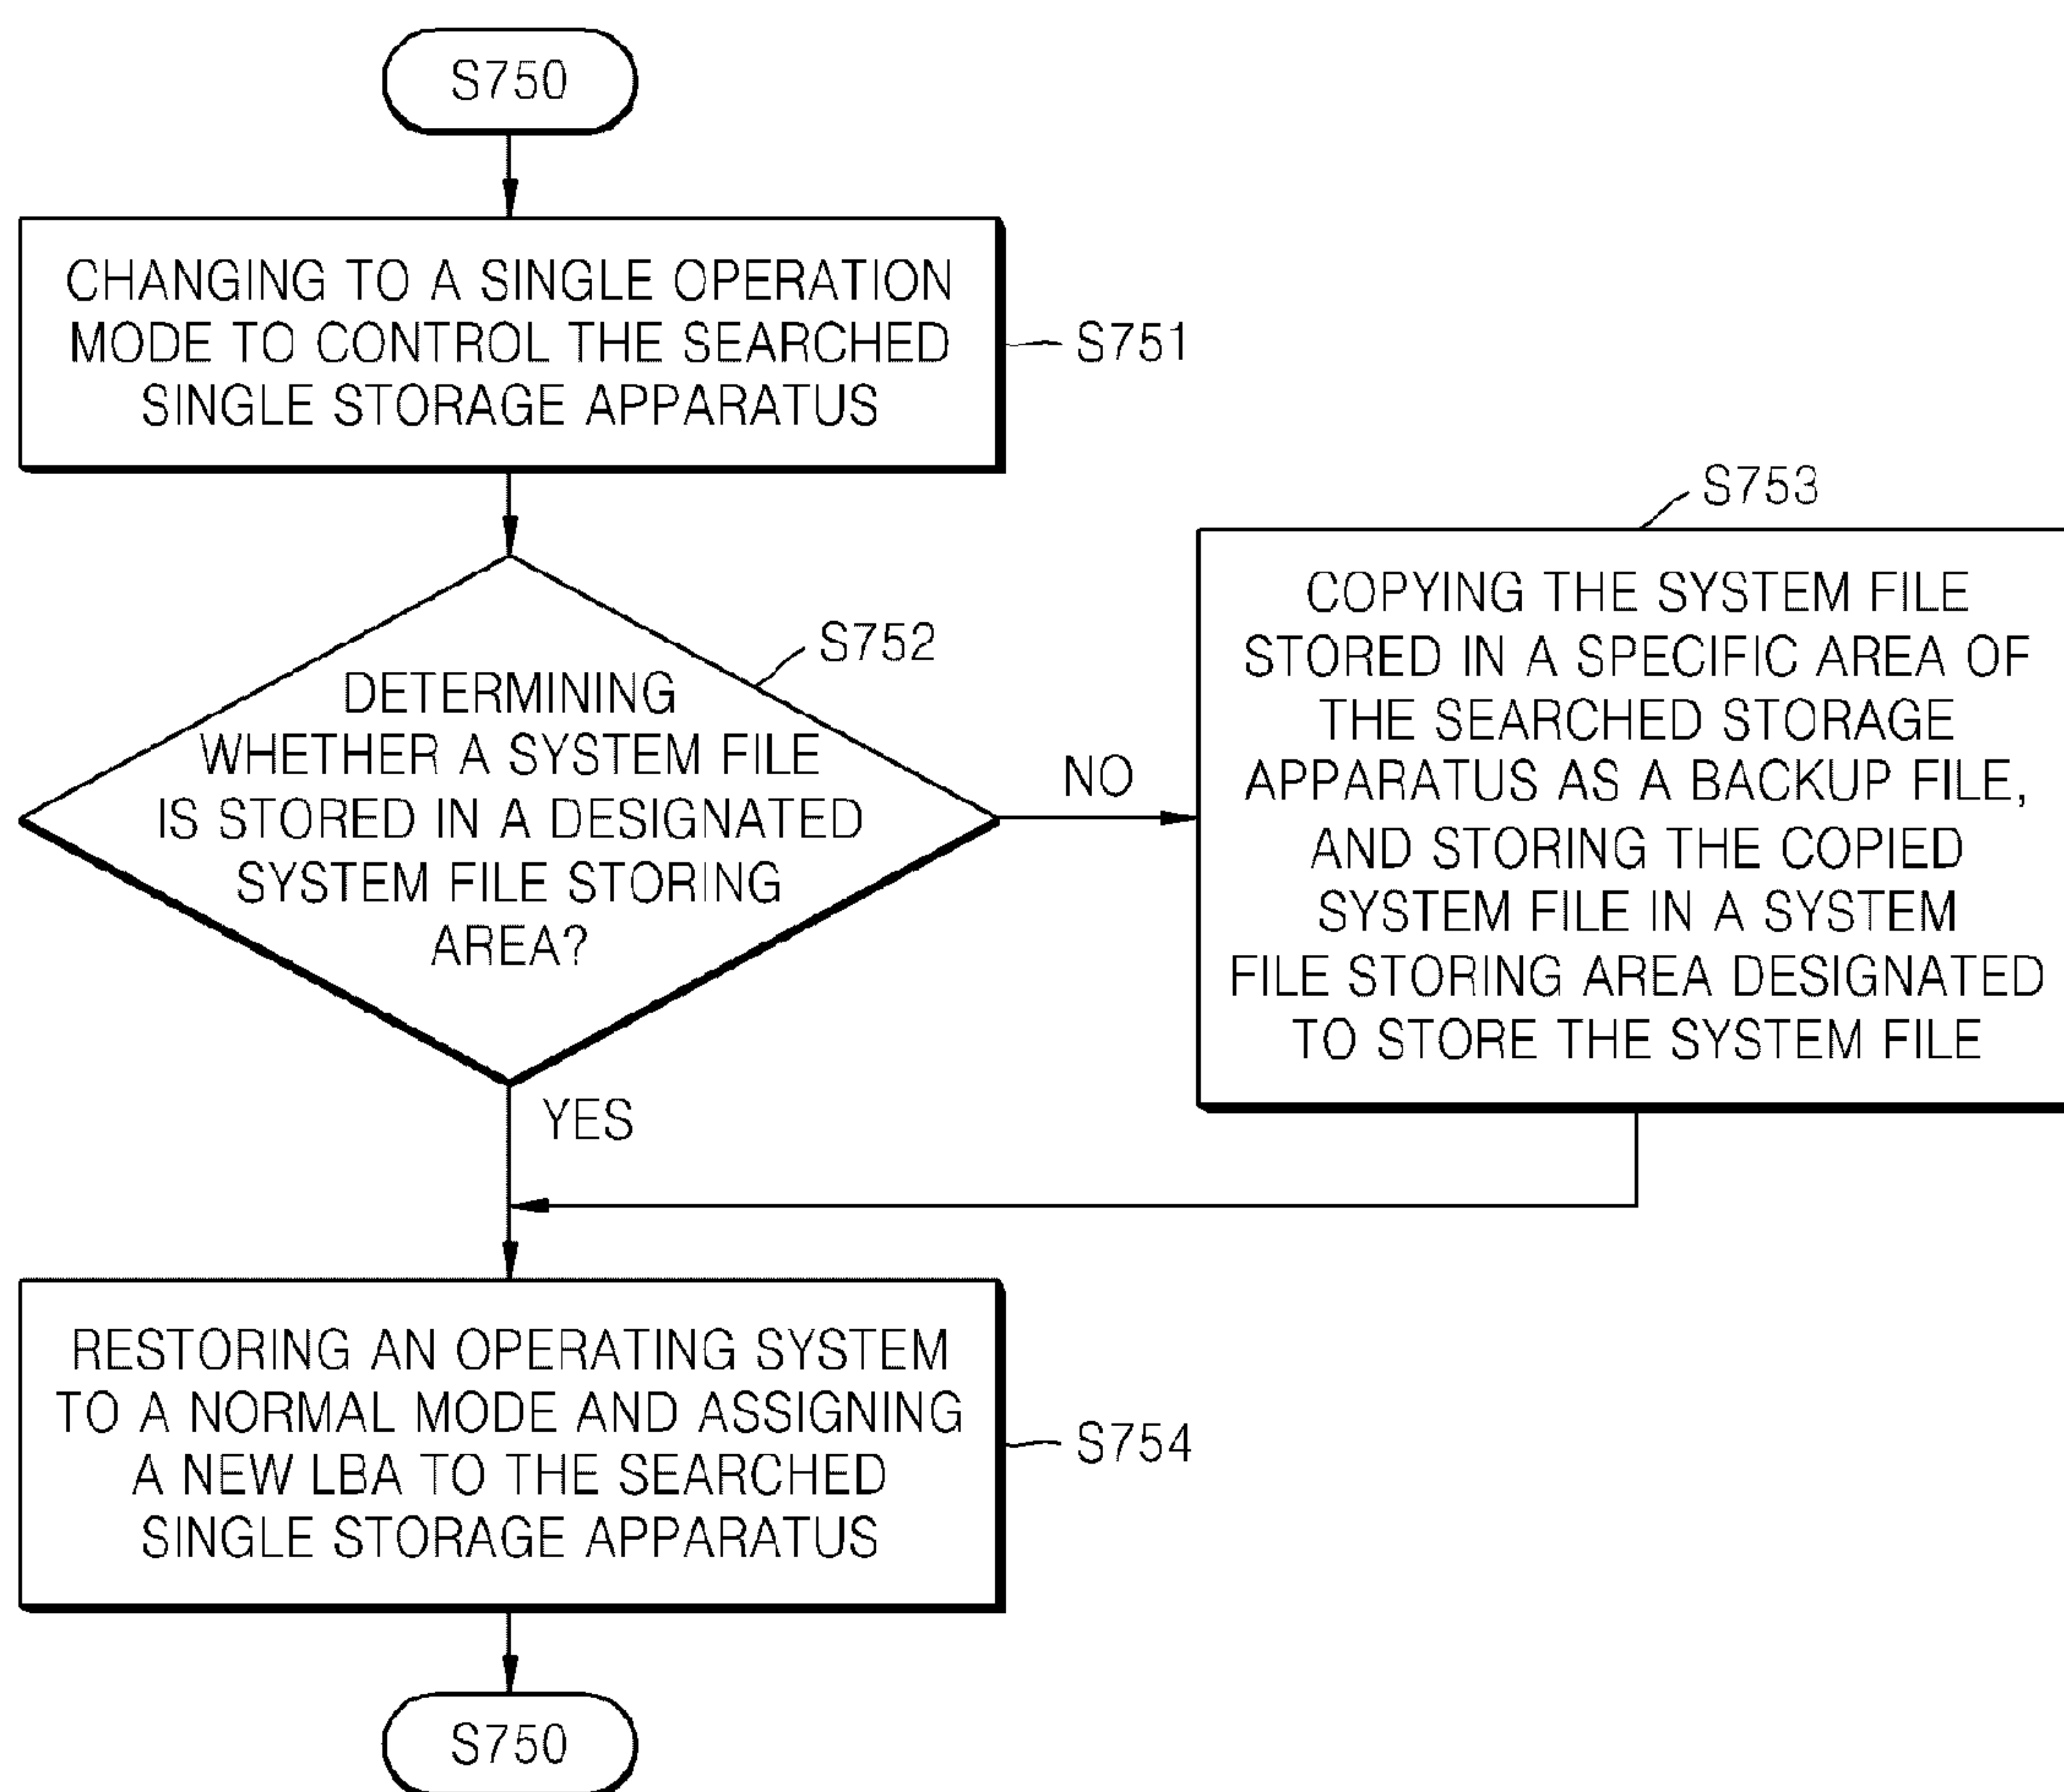 S750
CHANGING TO A SINGLE OPERATION
MODE TO CONTROL THE SEARCHED
SINGLE STORAGE APPARATUS
S751
S752
DETERMINING
WHETHER A SYSTEM FILE
IS STORED IN A DESIGNATED
SYSTEM FILE STORING
AREA?
NO
YES
S753
COPYING THE SYSTEM FILE
STORED IN A SPECIFIC AREA OF
THE SEARCHED STORAGE
APPARATUS AS A BACKUP FILE,
AND STORING THE COPIED
SYSTEM FILE IN A SYSTEM
FILE STORING AREA DESIGNATED
TO STORE THE SYSTEM FILE
RESTORING AN OPERATING SYSTEM
TO A NORMAL MODE AND ASSIGNING
A NEW LBA TO THE SEARCHED
SINGLE STORAGE APPARATUS
S754
S750